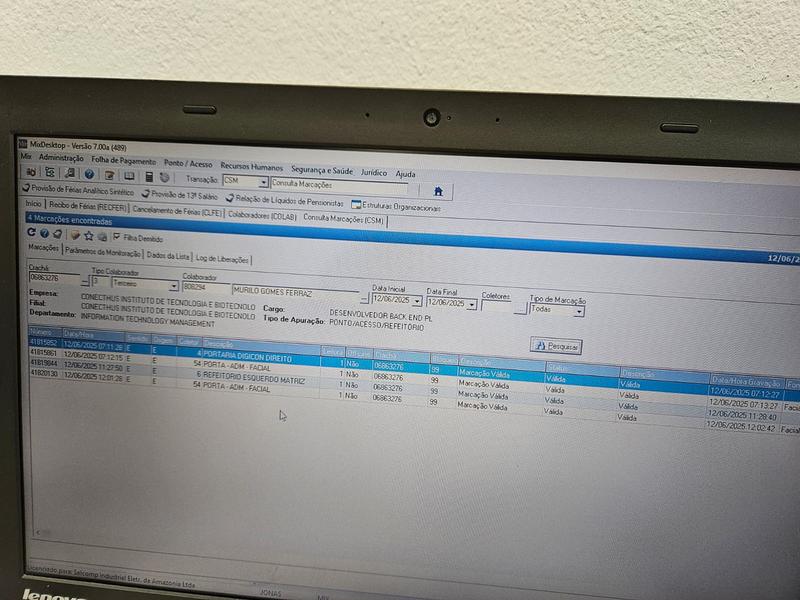 MixDesktop - Versão 7.00a (489)
Mix Administração Folha de Pagamento Ponto / Acesso Recursos Humanos Segurança e Saúde Jurídico Ajuda
Transação: CSM Consulta Marcações
Provisão de Férias Analítico Sintético Provisão de 13º Salário Relação de Líquidos de Pensionistas Estruturas Organizacionais
Início Recibo de Férias (RECFER) Cancelamento de Férias (CLFE) Colaboradores (COLAB) Consulta Marcações (CSM)
4 Marcações encontradas 12/06/2
Filtra Demitido
Marcações Parâmetros de Monitoração Dados da Lista Log de Liberações
Crachá Tipo Colaborador Colaborador Data Inicial Data Final Coletores Tipo de Marcação
06863276 3 Terceiro 808294 MURILO GOMES FERRAZ 12/06/2025 12/06/2025 Todas
Empresa: CONECTHUS INSTITUTO DE TECNOLOGIA E BIOTECNOLO
Filial: CONECTHUS INSTITUTO DE TECNOLOGIA E BIOTECNOLO Cargo: DESENVOLVEDOR BACK END PL
Departamento: INFORMATION TECHNOLOGY MANAGEMENT Tipo de Apuração: PONTO/ACESSO/REFEITÓRIO
Pesquisar
Número Data/Hora Descrição Crachá Descrição Status Descrição Data/Hora Gravação
41815852 12/06/2025 07:11:28 E E 4 PORTARIA DIGICON DIREITO 1 Não 06863276 99 Marcação Válida Válida Válida 12/06/2025 07:12:27
41815861 12/06/2025 07:12:15 E E 54 PORTA - ADM - FACIAL 1 Não 06863276 99 Marcação Válida Válida Válida 12/06/2025 07:13:27 Facial
41819844 12/06/2025 11:27:50 E E 6 REFEITORIO ESQUERDO MATRIZ 1 Não 06863276 99 Marcação Válida Válida Válida 12/06/2025 11:28:40
41820130 12/06/2025 12:01:28 E E 54 PORTA - ADM - FACIAL 1 Não 06863276 99 Marcação Válida Válida Válida 12/06/2025 12:02:42 Facial
Licenciado para: Salcomp Industrial Eletr. da Amazonia Ltda
JONAS MIX
lenovo